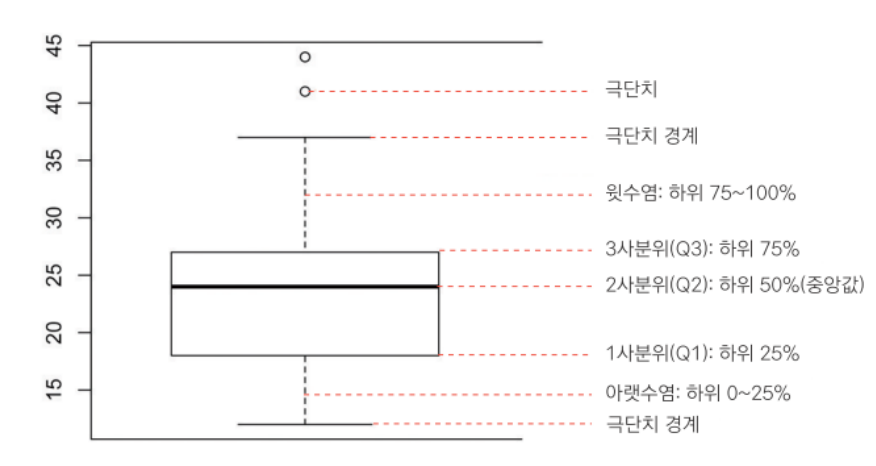 45
40
35
30
25
20
15
극단치
극단치 경계
윗수염: 하위 75~100%
3사분위(Q3): 하위 75%
2사분위(Q2): 하위 50%(중앙값)
1사분위(Q1): 하위 25%
아랫수염: 하위 0~25%
극단치 경계